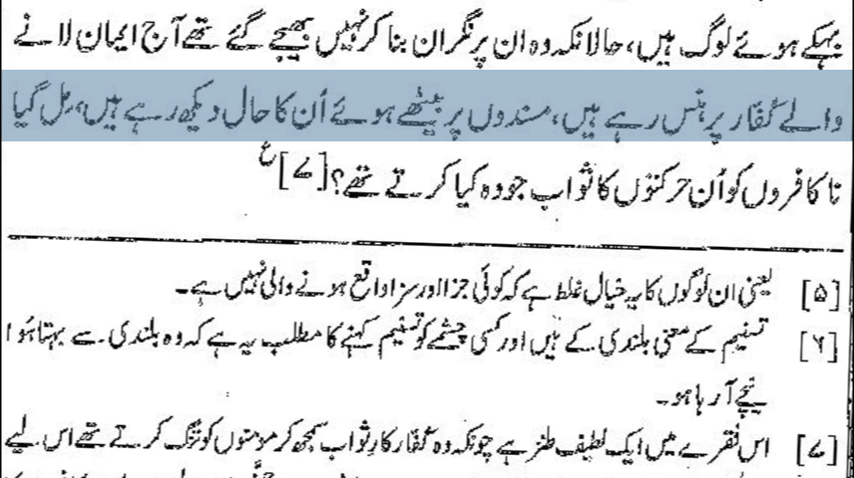 بہکے ہوئے لوگ ہیں، حالانکہ وہ ان پر نگران بنا کر نہیں بھیجے گئے تھے آج ایمان لانے
والے کفّار پر ہنس رہے ہیں، مسندوں پر بیٹھے ہوئے اُن کا حال دیکھ رہے ہیں، مل گیا
نا کافروں کو اُن حرکتوں کا ثواب جو وہ کیا کرتے تھے؟[۷] ع
[۵] یعنی ان لوگوں کا یہ خیال غلط ہے کہ کوئی جزا اور سزا واقع ہونے والی نہیں ہے۔
[۶] تسنیم کے معنی بلندی کے ہیں اور کسی چشمے کو تسنیم کہنے کا مطلب یہ ہے کہ وہ بلندی سے بہتا ہُوا
نیچے آ رہا ہو۔
[۷] اس فقرے میں ایک لطیف طنز ہے چونکہ وہ کفّار کارِ ثواب سمجھ کر مومنوں کو تنگ کرتے تھے اس لیے